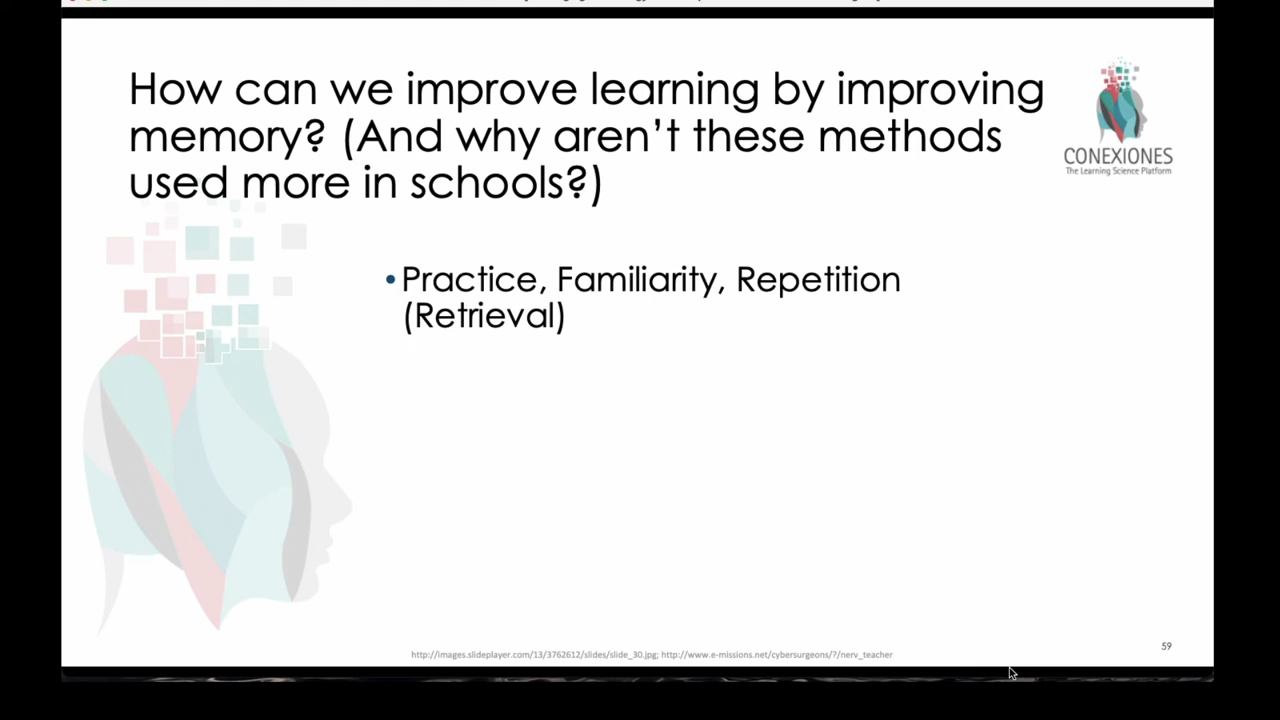 How can we improve learning by improving
memory? (And why aren't these methods
used more in schools?)
CONEXIONES
The Learning Science Platform
•Practice, Familiarity, Repetition
(Retrieval)
59
http://images.slideplayer.com/13/3762612/slides/slide_30.jpg; http://www.e-missions.net/cybersurgeons/?/nerv_teacher